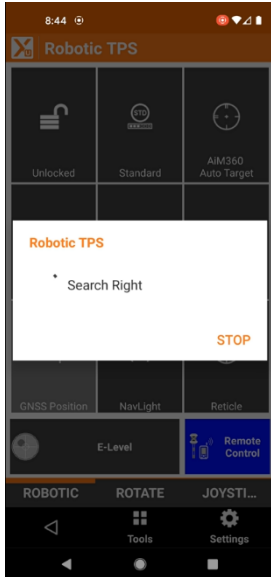 8:44
Robotic TPS
Unlocked
STD
Standard
AiM360
Auto Target
Robotic TPS
Search Right
STOP
GNSS Position
NavLight
Reticle
E-Level
Remote
Control
ROBOTIC
ROTATE
JOYSTI...
Tools
Settings